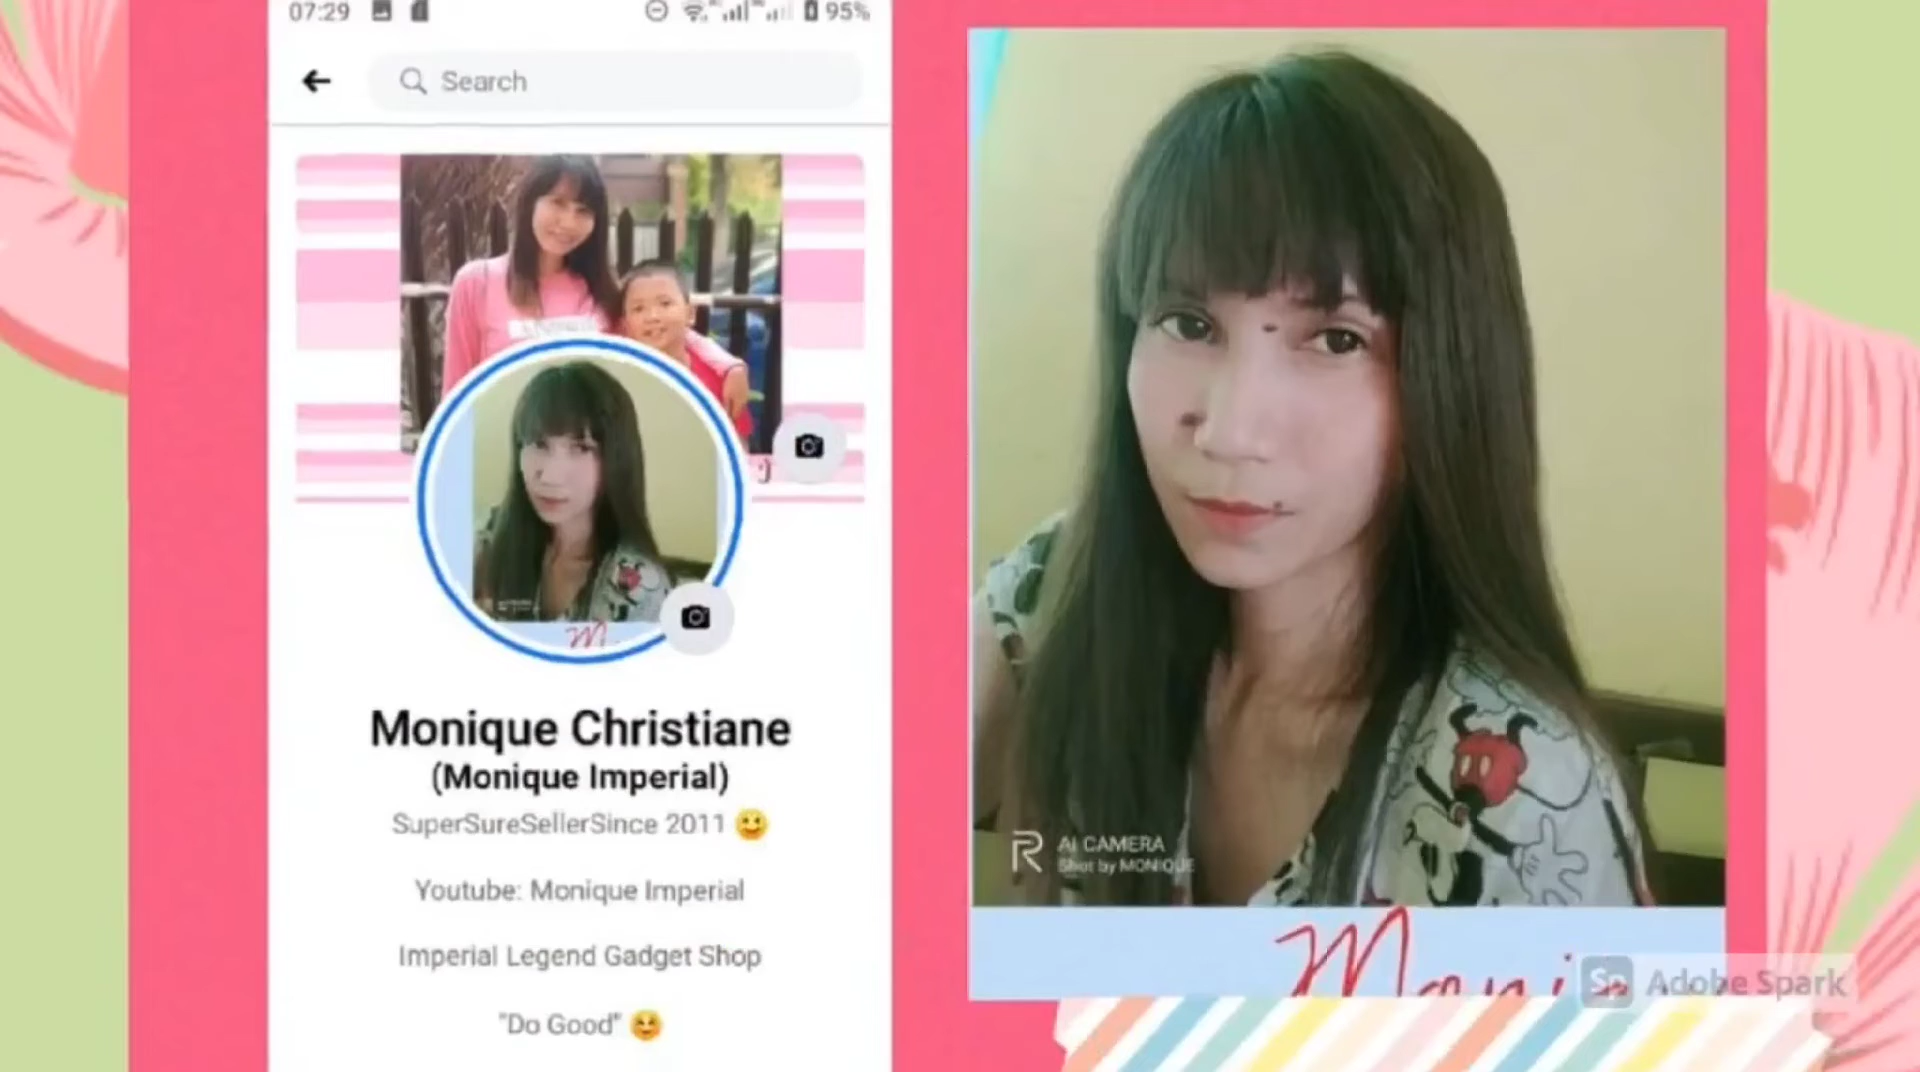 07:29
95%
Search
Monique Christiane
(Monique Imperial)
SuperSureSellerSince 2011 😊
Youtube: Monique Imperial
Imperial Legend Gadget Shop
"Do Good" 😊
R
AI CAMERA
Shot by MONIQUE
Sp Adobe Spark